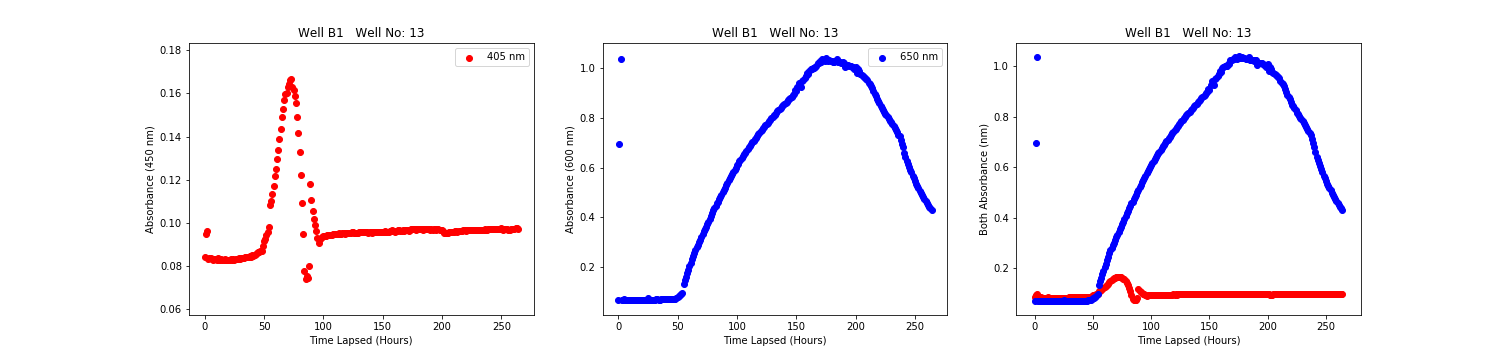 Well B1   Well No: 13
405 nm
Absorbance (450 nm)
0.18
0.16
0.14
0.12
0.10
0.08
0.06
0 50 100 150 200 250
Time Lapsed (Hours)
Well B1   Well No: 13
650 nm
Absorbance (600 nm)
1.0
0.8
0.6
0.4
0.2
0 50 100 150 200 250
Time Lapsed (Hours)
Well B1   Well No: 13
Both Absorbance (nm)
1.0
0.8
0.6
0.4
0.2
0 50 100 150 200 250
Time Lapsed (Hours)